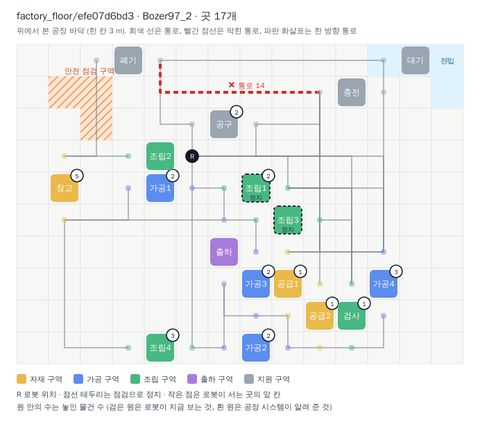 factory_floor/efe07d6bd3 · Bozer97_2 · 곳 17개
위에서 본 공장 바닥 (한 칸 3 m). 회색 선은 통로, 빨간 점선은 막힌 통로, 파란 화살표는 한 방향 통로
안전 점검 구역
폐기
대기
전립
✕ 통로 14
충전
공구
2
조립2
R
창고
5
가공1
2
조립1
2
정지
조립3
정지
출하
가공3
2
공급1
1
가공4
3
공급2
1
검사
1
조립4
3
가공2
2
자재 구역
가공 구역
조립 구역
출하 구역
지원 구역
R 로봇 위치 · 점선 테두리는 점검으로 정지 · 작은 점은 로봇이 서는 곳의 앞 칸
원 안의 수는 놓인 물건 수 (검은 원은 로봇이 지금 보는 것, 흰 원은 공장 시스템이 알려 준 것)